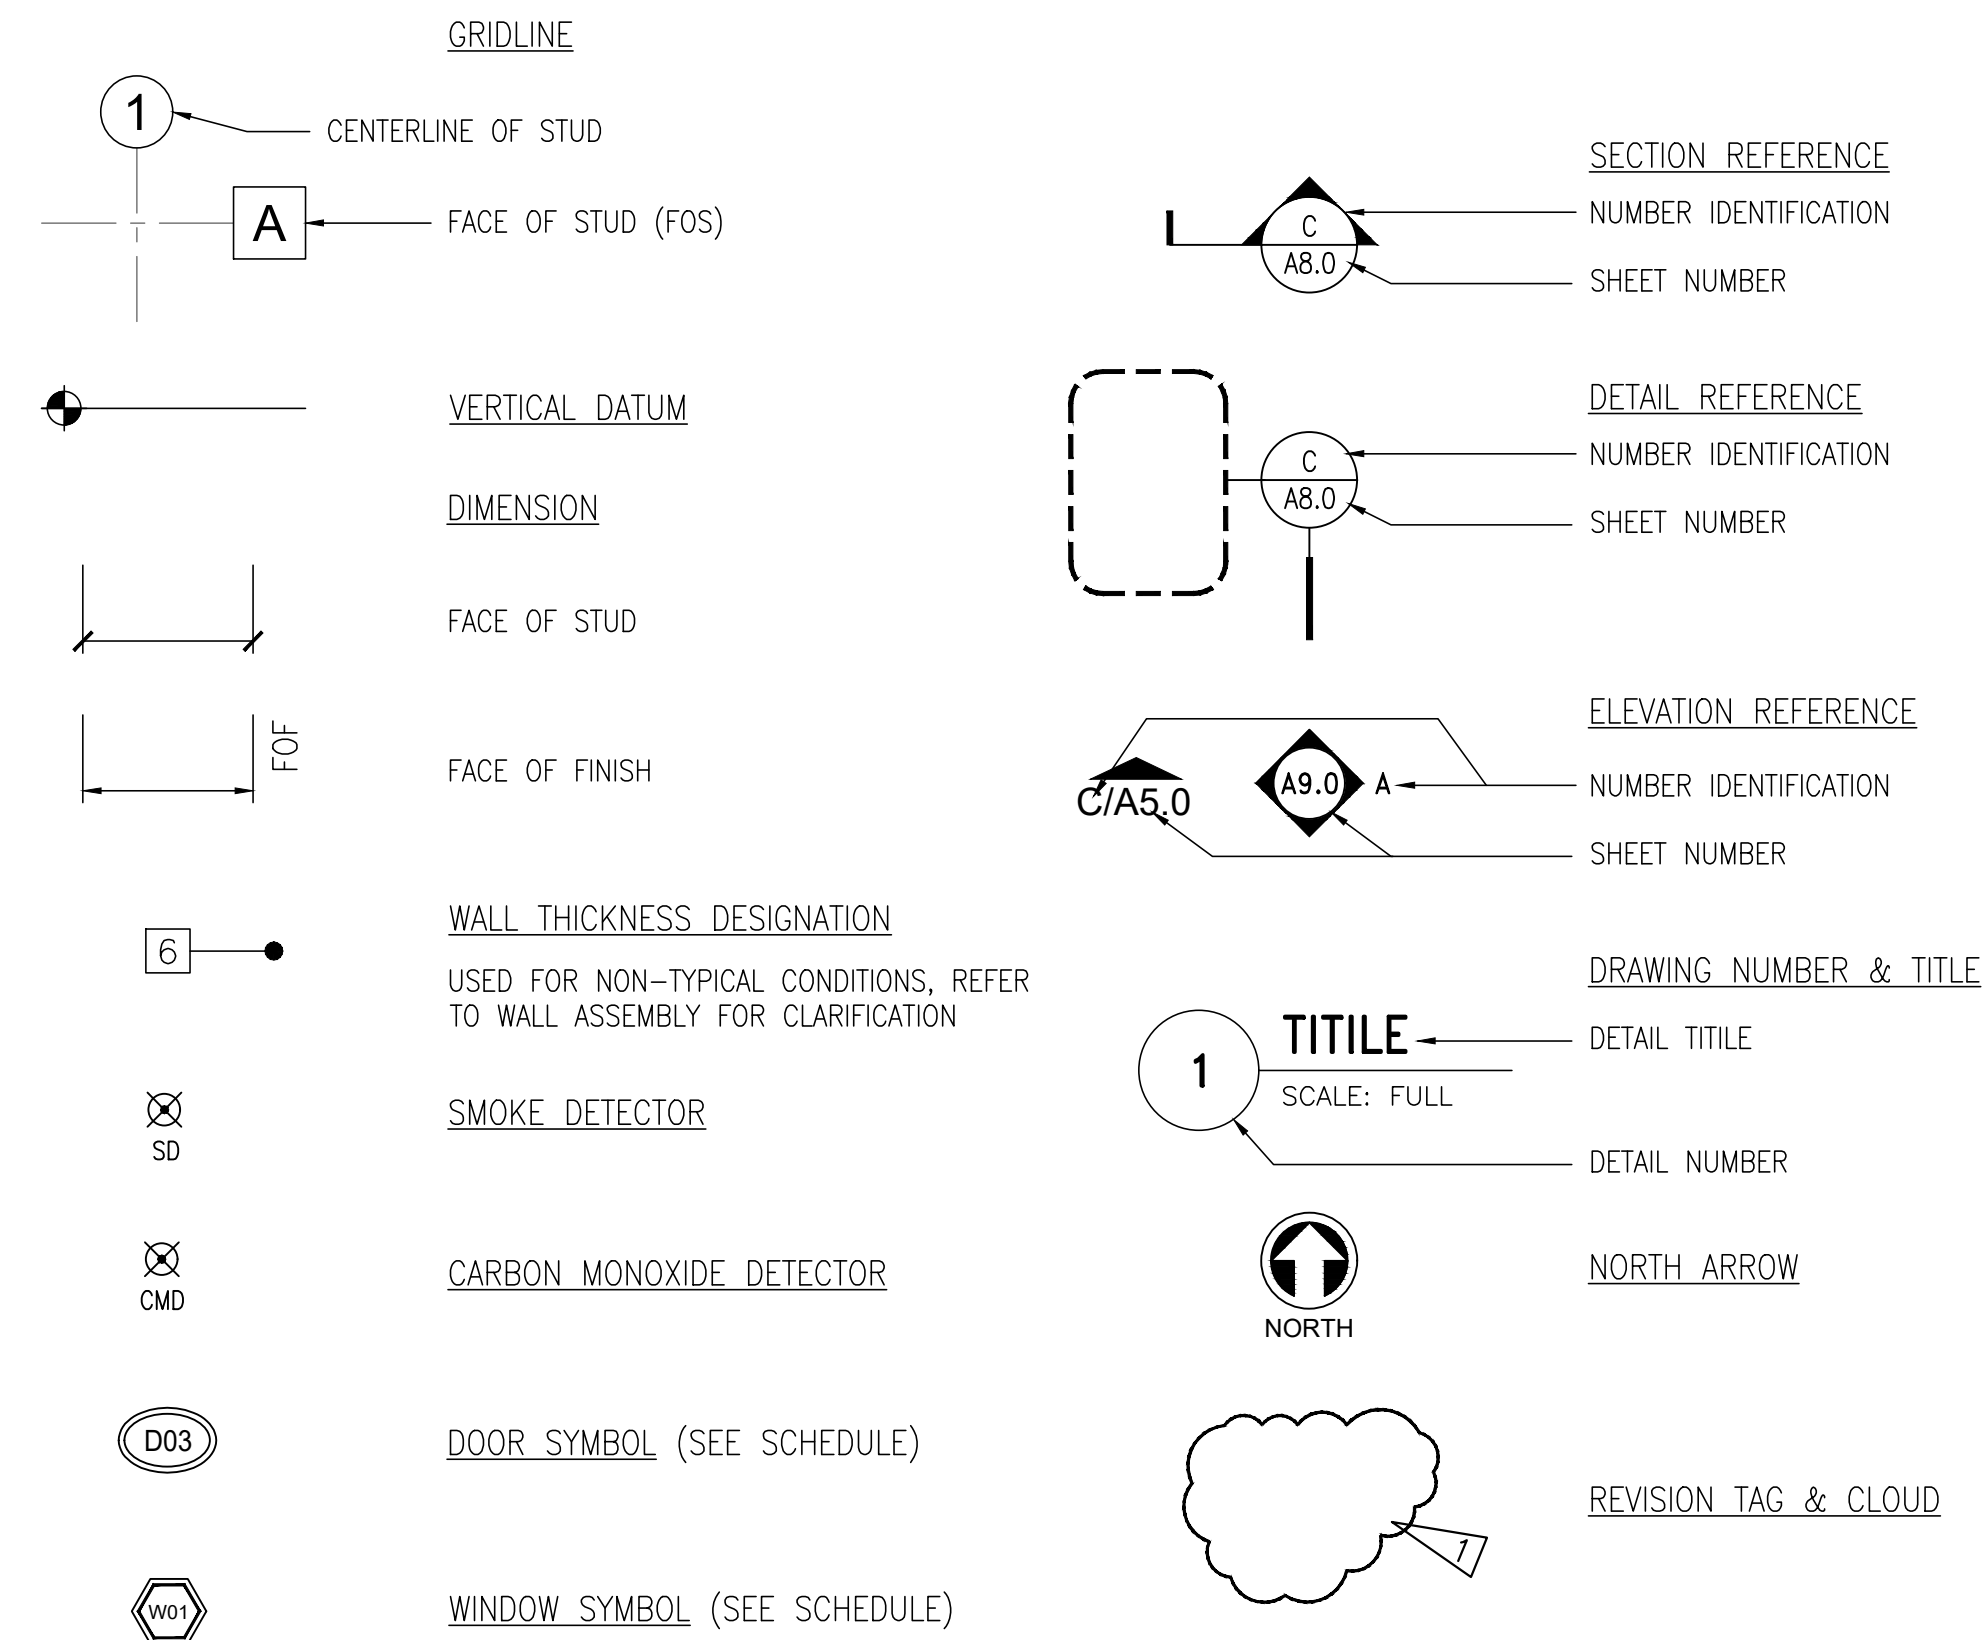 GRIDLINE
1
CENTERLINE OF STUD
A
FACE OF STUD (FOS)
VERTICAL DATUM
DIMENSION
FACE OF STUD
FOF
FACE OF FINISH
6
WALL THICKNESS DESIGNATION
USED FOR NON-TYPICAL CONDITIONS, REFER
TO WALL ASSEMBLY FOR CLARIFICATION
SD
SMOKE DETECTOR
CMD
CARBON MONOXIDE DETECTOR
D03
DOOR SYMBOL (SEE SCHEDULE)
W01
WINDOW SYMBOL (SEE SCHEDULE)
SECTION REFERENCE
C
NUMBER IDENTIFICATION
A8.0
SHEET NUMBER
DETAIL REFERENCE
C
NUMBER IDENTIFICATION
A8.0
SHEET NUMBER
ELEVATION REFERENCE
C/A5.0
A9.0
A
NUMBER IDENTIFICATION
SHEET NUMBER
DRAWING NUMBER & TITLE
1
TITILE
DETAIL TITILE
SCALE: FULL
DETAIL NUMBER
NORTH
NORTH ARROW
REVISION TAG & CLOUD
1